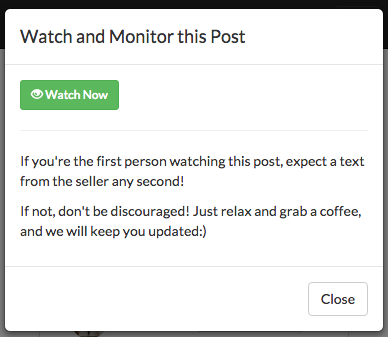 Watch and Monitor this Post
Watch Now
If you're the first person watching this post, expect a text
from the seller any second!
If not, don't be discouraged! Just relax and grab a coffee,
and we will keep you updated:)
Close